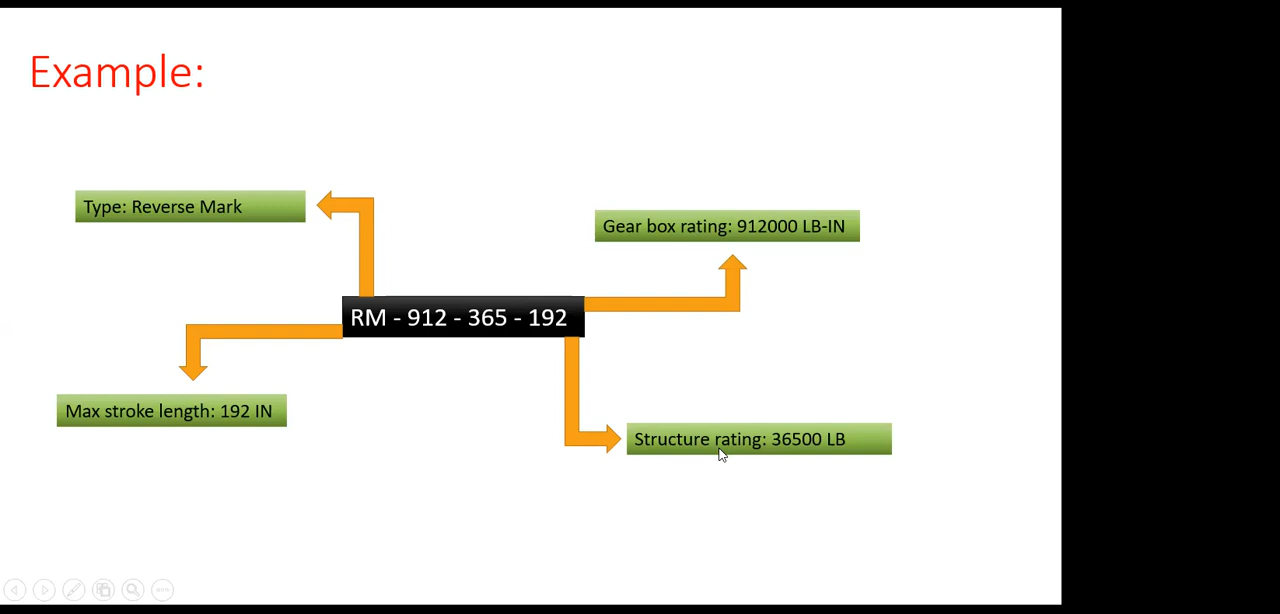 Example:
Type: Reverse Mark
Gear box rating: 912000 LB-IN
RM - 912 - 365 - 192
Max stroke length: 192 IN
Structure rating: 36500 LB